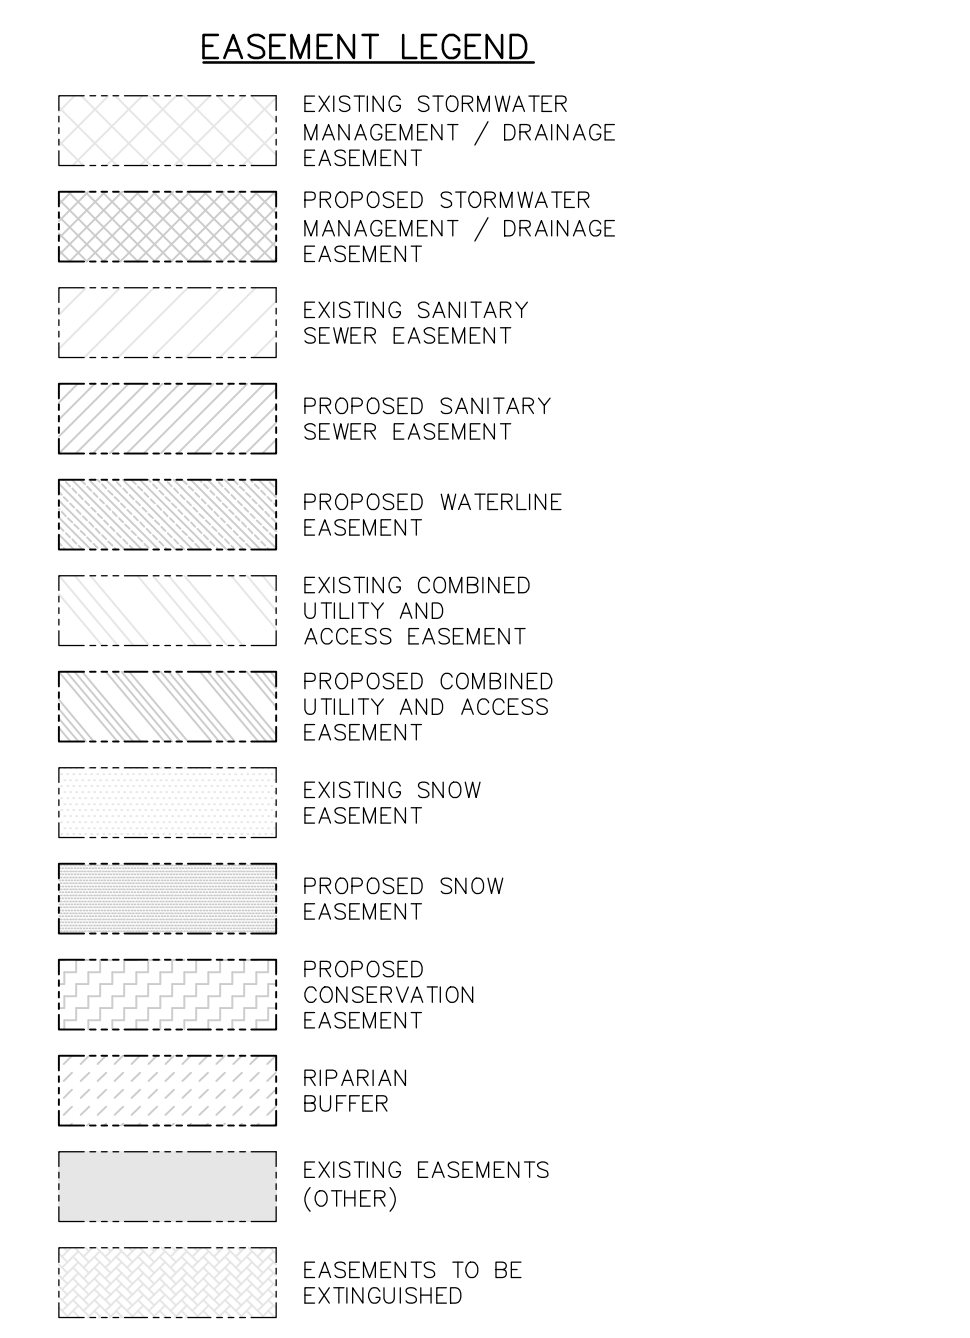 EASEMENT LEGEND
EXISTING STORMWATER
MANAGEMENT / DRAINAGE
EASEMENT
PROPOSED STORMWATER
MANAGEMENT / DRAINAGE
EASEMENT
EXISTING SANITARY
SEWER EASEMENT
PROPOSED SANITARY
SEWER EASEMENT
PROPOSED WATERLINE
EASEMENT
EXISTING COMBINED
UTILITY AND
ACCESS EASEMENT
PROPOSED COMBINED
UTILITY AND ACCESS
EASEMENT
EXISTING SNOW
EASEMENT
PROPOSED SNOW
EASEMENT
PROPOSED
CONSERVATION
EASEMENT
RIPARIAN
BUFFER
EXISTING EASEMENTS
(OTHER)
EASEMENTS TO BE
EXTINGUISHED